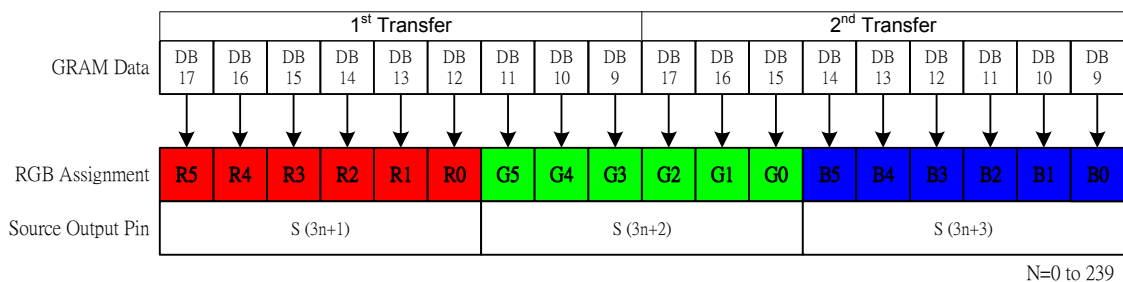 1st Transfer 2nd Transfer
GRAM Data DB 17 DB 16 DB 15 DB 14 DB 13 DB 12 DB 11 DB 10 DB 9 DB 17 DB 16 DB 15 DB 14 DB 13 DB 12 DB 11 DB 10 DB 9
RGB Assignment R5 R4 R3 R2 R1 R0 G5 G4 G3 G2 G1 G0 B5 B4 B3 B2 B1 B0
Source Output Pin S (3n+1) S (3n+2) S (3n+3)
N=0 to 239